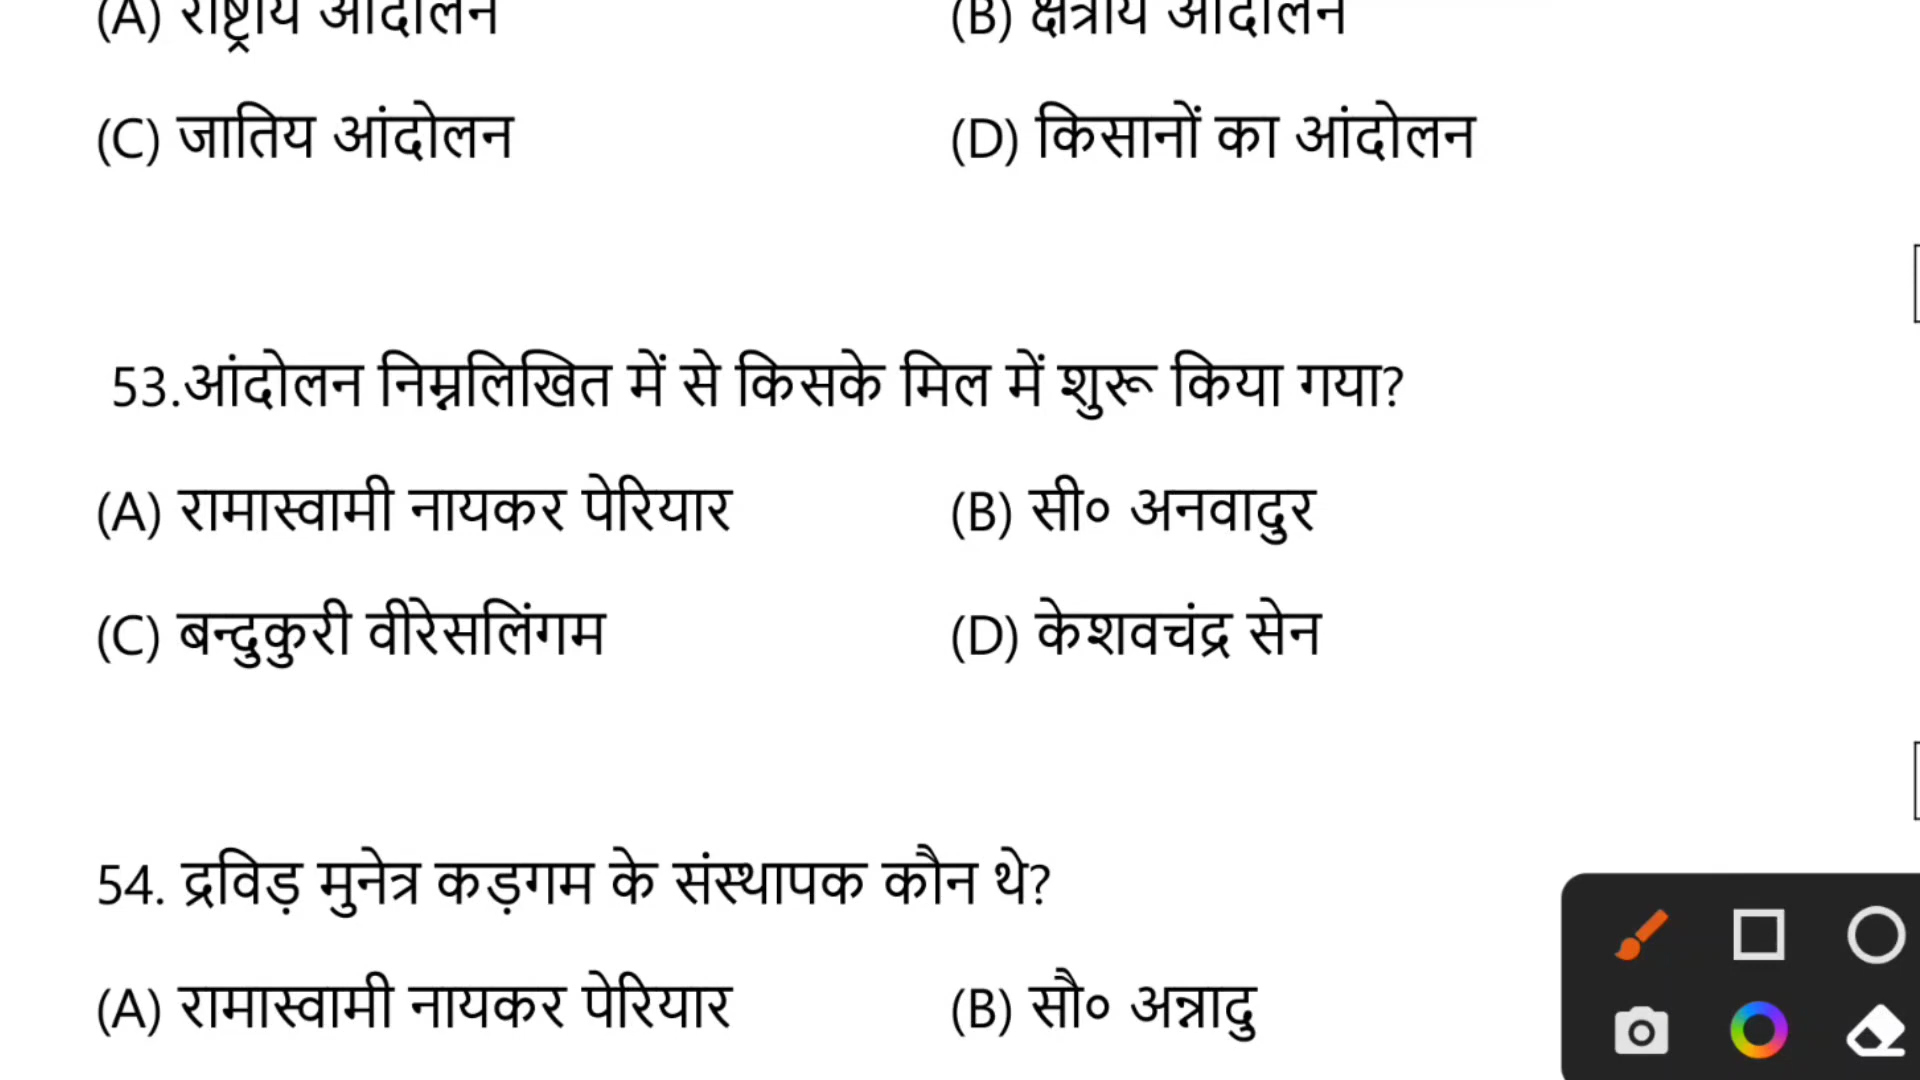 (A) राष्ट्रीय आंदोलन (B) क्षेत्रीय आंदोलन
(C) जातिय आंदोलन (D) किसानों का आंदोलन
53.आंदोलन निम्नलिखित में से किसके मिल में शुरू किया गया?
(A) रामास्वामी नायकर पेरियार (B) सी० अनवादुर
(C) बन्दुकुरी वीरेसलिंगम (D) केशवचंद्र सेन
54. द्रविड़ मुनेत्र कड़गम के संस्थापक कौन थे?
(A) रामास्वामी नायकर पेरियार (B) सौ० अन्नादु